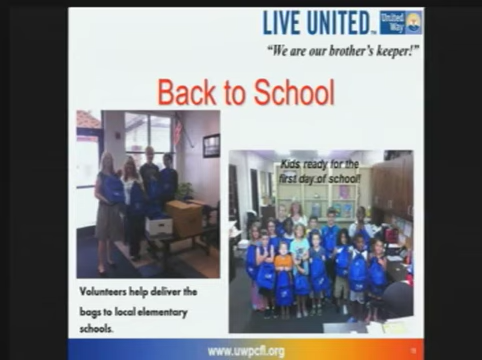 LIVE UNITED™
United
Way
“We are our brother’s keeper!”
Back to School
Kids ready for the
first day of school!
Volunteers help deliver the
bags to local elementary
schools.
www.uwpcfl.org